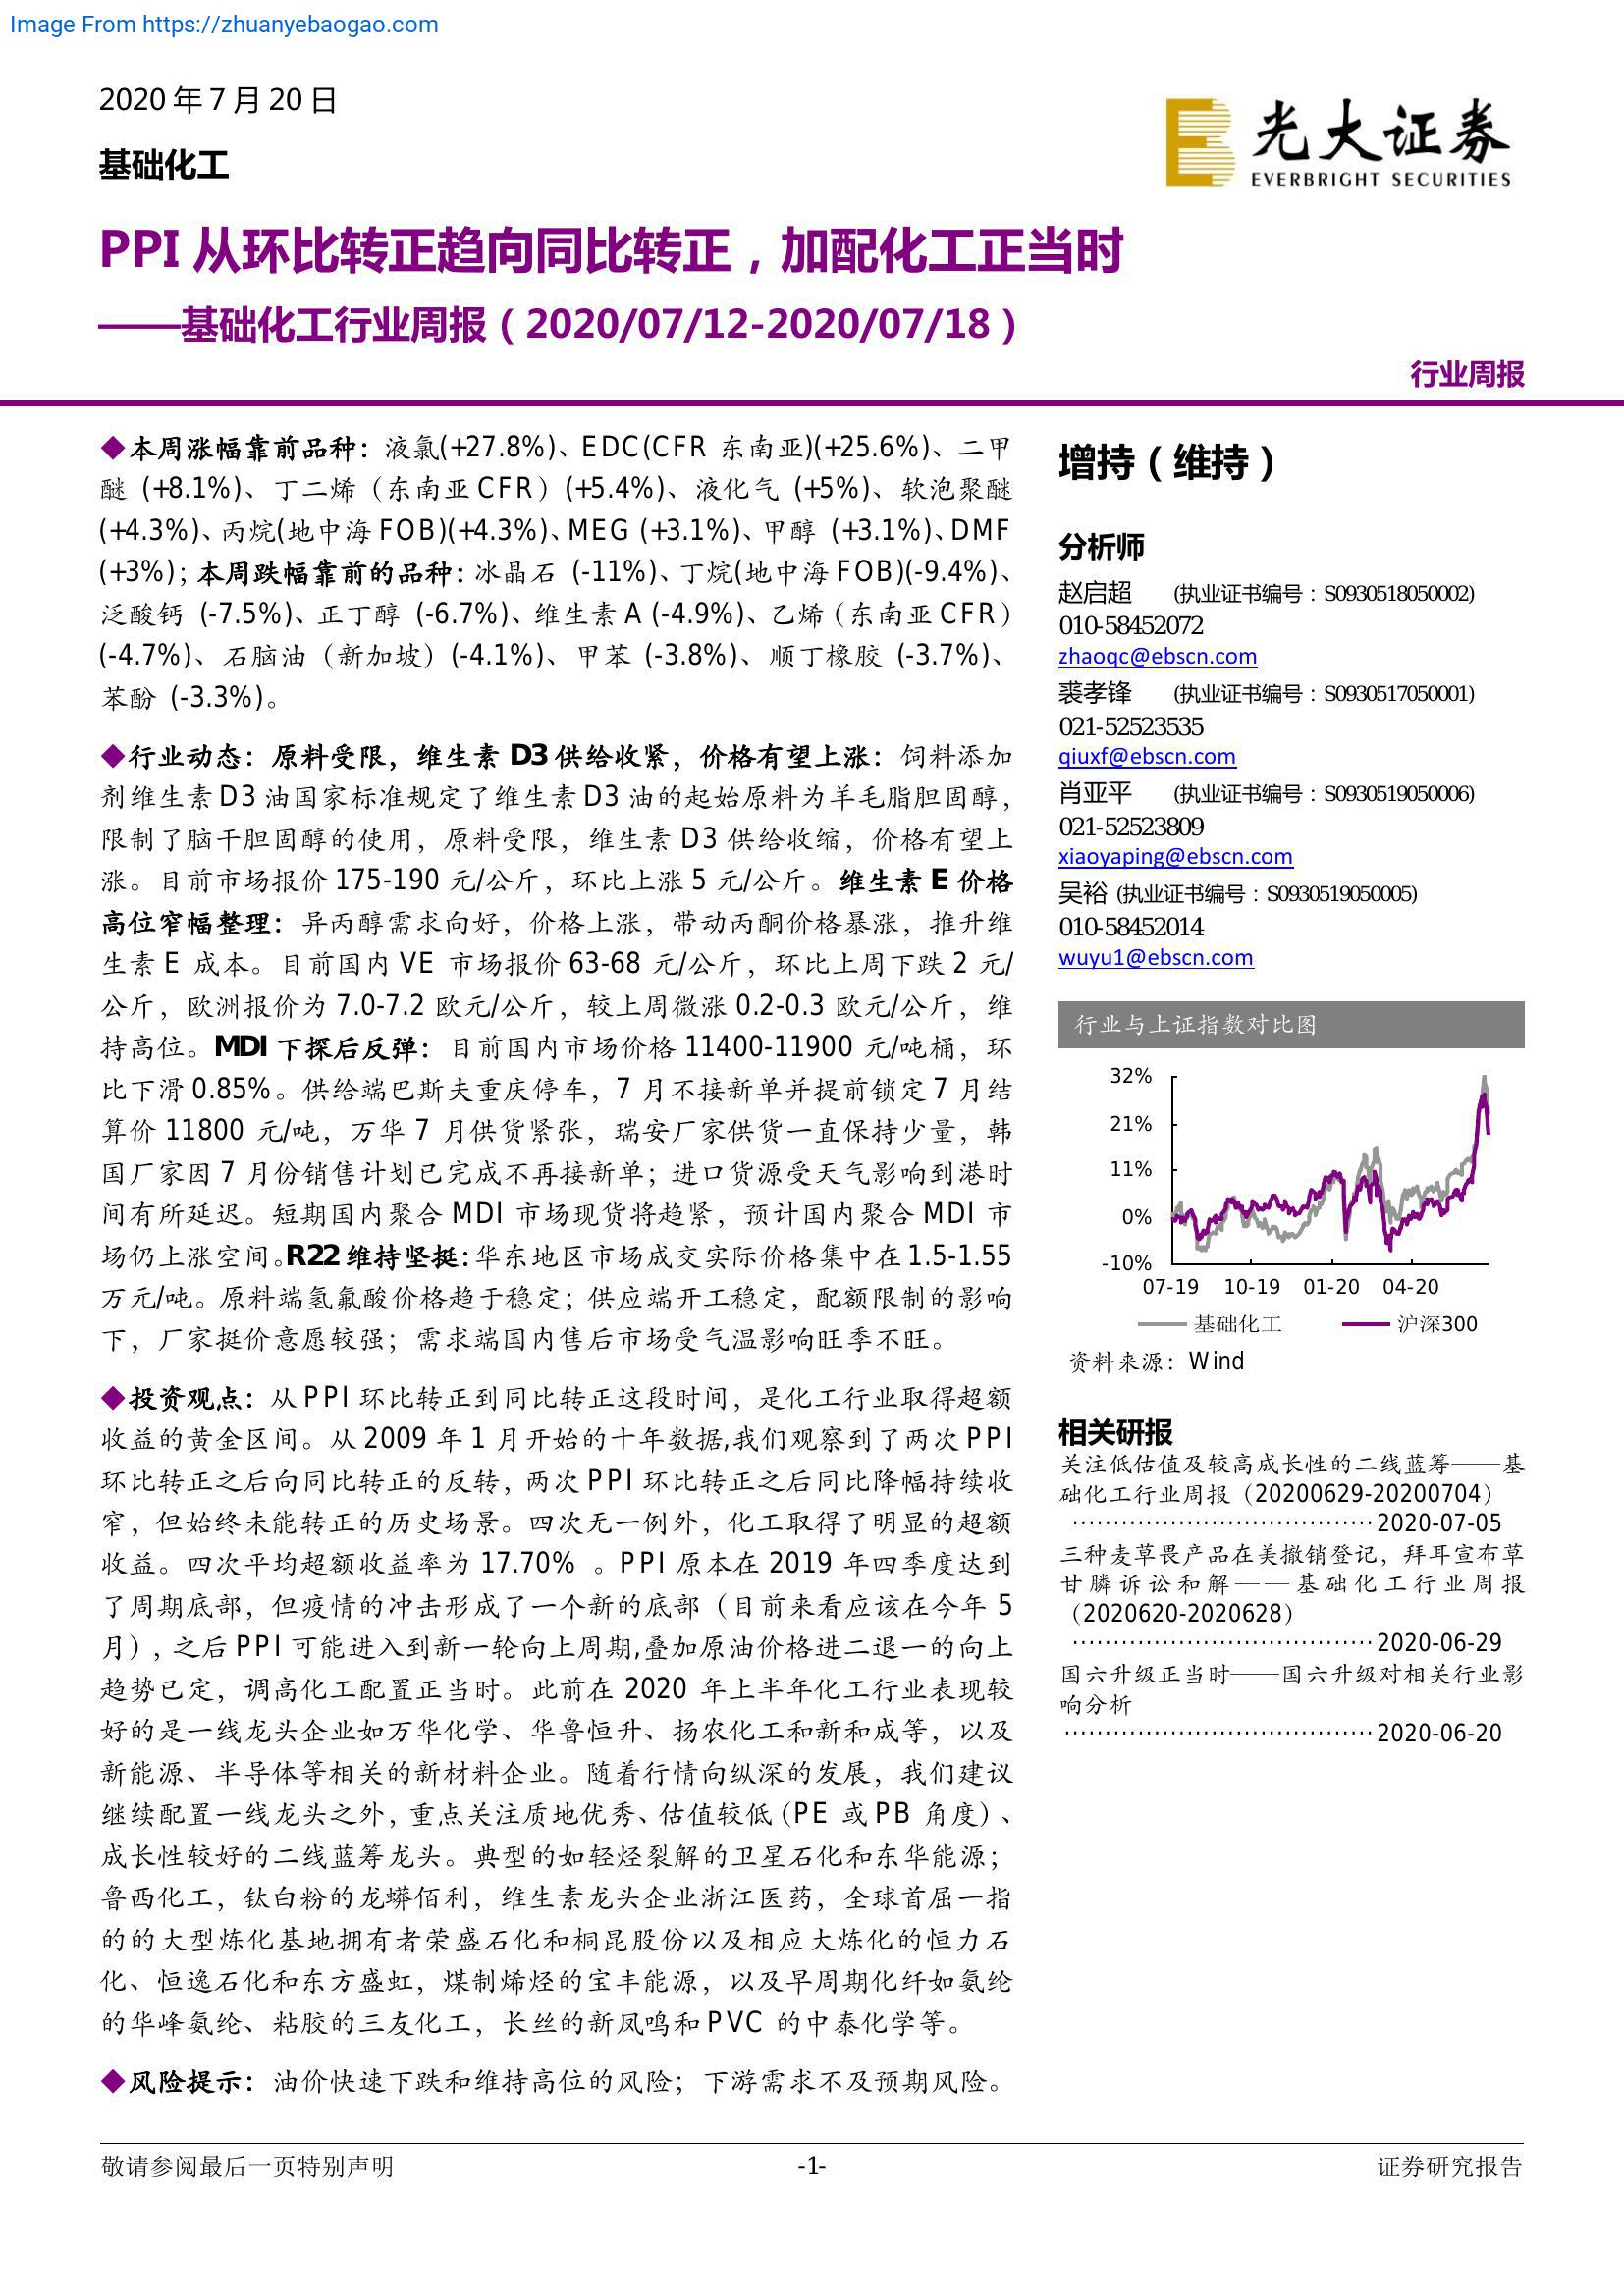 Image From https://zhuanyebaogao.com
2020 年 7 月 20 日
基础化工
光大证券
EVERBRIGHT SECURITIES
PPI 从环比转正趋向同比转正，加配化工正当时
——基础化工行业周报（2020/07/12-2020/07/18）
行业周报
◆本周涨幅靠前品种：液氯(+27.8%)、EDC(CFR 东南亚)(+25.6%)、二甲
醚 (+8.1%)、丁二烯（东南亚 CFR）(+5.4%)、液化气 (+5%)、软泡聚醚
(+4.3%)、丙烷(地中海 FOB)(+4.3%)、MEG (+3.1%)、甲醇 (+3.1%)、DMF
(+3%)；本周跌幅靠前的品种：冰晶石 (-11%)、丁烷(地中海 FOB)(-9.4%)、
泛酸钙 (-7.5%)、正丁醇 (-6.7%)、维生素 A (-4.9%)、乙烯（东南亚 CFR）
(-4.7%)、石脑油（新加坡）(-4.1%)、甲苯 (-3.8%)、顺丁橡胶 (-3.7%)、
苯酚 (-3.3%)。
◆行业动态：原料受限，维生素 D3 供给收紧，价格有望上涨：饲料添加
剂维生素 D3 油国家标准规定了维生素 D3 油的起始原料为羊毛脂胆固醇，
限制了脑干胆固醇的使用，原料受限，维生素 D3 供给收缩，价格有望上
涨。目前市场报价 175-190 元/公斤，环比上涨 5 元/公斤。维生素 E 价格
高位窄幅整理：异丙醇需求向好，价格上涨，带动丙酮价格暴涨，推升维
生素 E 成本。目前国内 VE 市场报价 63-68 元/公斤，环比上周下跌 2 元/
公斤，欧洲报价为 7.0-7.2 欧元/公斤，较上周微涨 0.2-0.3 欧元/公斤，维
持高位。MDI 下探后反弹：目前国内市场价格 11400-11900 元/吨桶，环
比下滑 0.85%。供给端巴斯夫重庆停车，7 月不接新单并提前锁定 7 月结
算价 11800 元/吨，万华 7 月供货紧张，瑞安厂家供货一直保持少量，韩
国厂家因 7 月份销售计划已完成不再接新单；进口货源受天气影响到港时
间有所延迟。短期国内聚合 MDI 市场现货将趋紧，预计国内聚合 MDI 市
场仍上涨空间。R22 维持坚挺：华东地区市场成交实际价格集中在 1.5-1.55
万元/吨。原料端氢氟酸价格趋于稳定；供应端开工稳定，配额限制的影响
下，厂家挺价意愿较强；需求端国内售后市场受气温影响旺季不旺。
◆投资观点：从 PPI 环比转正到同比转正这段时间，是化工行业取得超额
收益的黄金区间。从 2009 年 1 月开始的十年数据,我们观察到了两次 PPI
环比转正之后向同比转正的反转，两次 PPI 环比转正之后同比降幅持续收
窄，但始终未能转正的历史场景。四次无一例外，化工取得了明显的超额
收益。四次平均超额收益率为 17.70% 。PPI 原本在 2019 年四季度达到
了周期底部，但疫情的冲击形成了一个新的底部（目前来看应该在今年 5
月），之后 PPI 可能进入到新一轮向上周期,叠加原油价格进二退一的向上
趋势已定，调高化工配置正当时。此前在 2020 年上半年化工行业表现较
好的是一线龙头企业如万华化学、华鲁恒升、扬农化工和新和成等，以及
新能源、半导体等相关的新材料企业。随着行情向纵深的发展，我们建议
继续配置一线龙头之外，重点关注质地优秀、估值较低（PE 或 PB 角度）、
成长性较好的二线蓝筹龙头。典型的如轻烃裂解的卫星石化和东华能源；
鲁西化工，钛白粉的龙蟒佰利，维生素龙头企业浙江医药，全球首屈一指
的的大型炼化基地拥有者荣盛石化和桐昆股份以及相应大炼化的恒力石
化、恒逸石化和东方盛虹，煤制烯烃的宝丰能源，以及早周期化纤如氨纶
的华峰氨纶、粘胶的三友化工，长丝的新凤鸣和 PVC 的中泰化学等。
◆风险提示：油价快速下跌和维持高位的风险；下游需求不及预期风险。
增持（维持）
分析师
赵启超 (执业证书编号：S0930518050002)
010-58452072
zhaoqc@ebscn.com
裘孝锋 (执业证书编号：S0930517050001)
021-52523535
qiuxf@ebscn.com
肖亚平 (执业证书编号：S0930519050006)
021-52523809
xiaoyaping@ebscn.com
吴裕 (执业证书编号：S0930519050005)
010-58452014
wuyu1@ebscn.com
行业与上证指数对比图
32%
21%
11%
0%
-10%
07-19 10-19 01-20 04-20
基础化工 沪深300
资料来源：Wind
相关研报
关注低估值及较高成长性的二线蓝筹——基
础化工行业周报（20200629-20200704）
····································· 2020-07-05
三种麦草畏产品在美撤销登记，拜耳宣布草
甘膦诉讼和解——基础化工行业周报
（2020620-2020628）
····································· 2020-06-29
国六升级正当时——国六升级对相关行业影
响分析
······································ 2020-06-20
敬请参阅最后一页特别声明 -1- 证券研究报告